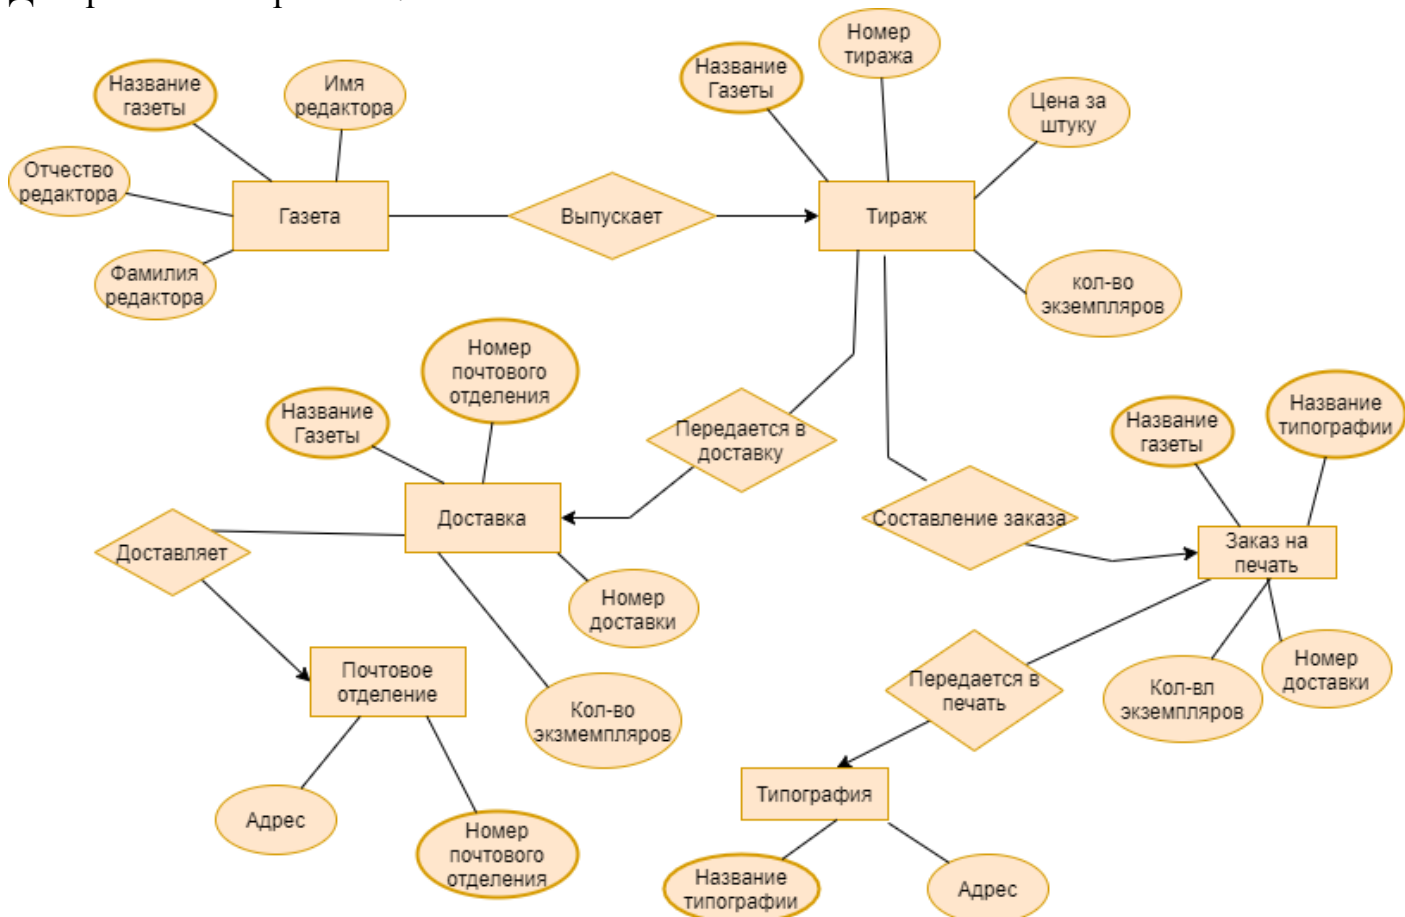 Название
газеты
Имя
редактора
Отчество
редактора
Фамилия
редактора
Газета
Выпускает
Название
Газеты
Номер
тиража
Цена за
штуку
Тираж
кол-во
экземпляров
Номер
почтового
отделения
Название
Газеты
Передается в
доставку
Доставка
Доставляет
Номер
доставки
Почтовое
отделение
Кол-во
экзмемпляров
Адрес
Номер
почтового
отделения
Название
газеты
Название
типографии
Составление заказа
Заказ на
печать
Передается в
печать
Кол-вл
экземпляров
Номер
доставки
Типография
Название
типографии
Адрес